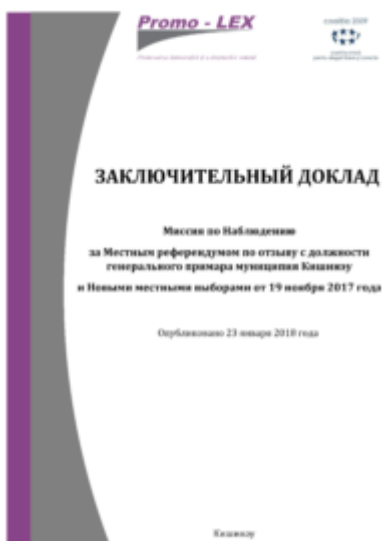 Promo - LEX
ЗАКЛЮЧИТЕЛЬНЫЙ ДОКЛАД
Миссия по Наблюдению
за Местным референдумом по отзыву с должности
генерального примара муниципия Кишинэу
и Новыми местными выборами от 19 ноября 2017 года
Опубликовано 23 января 2018 года
Кишинэу